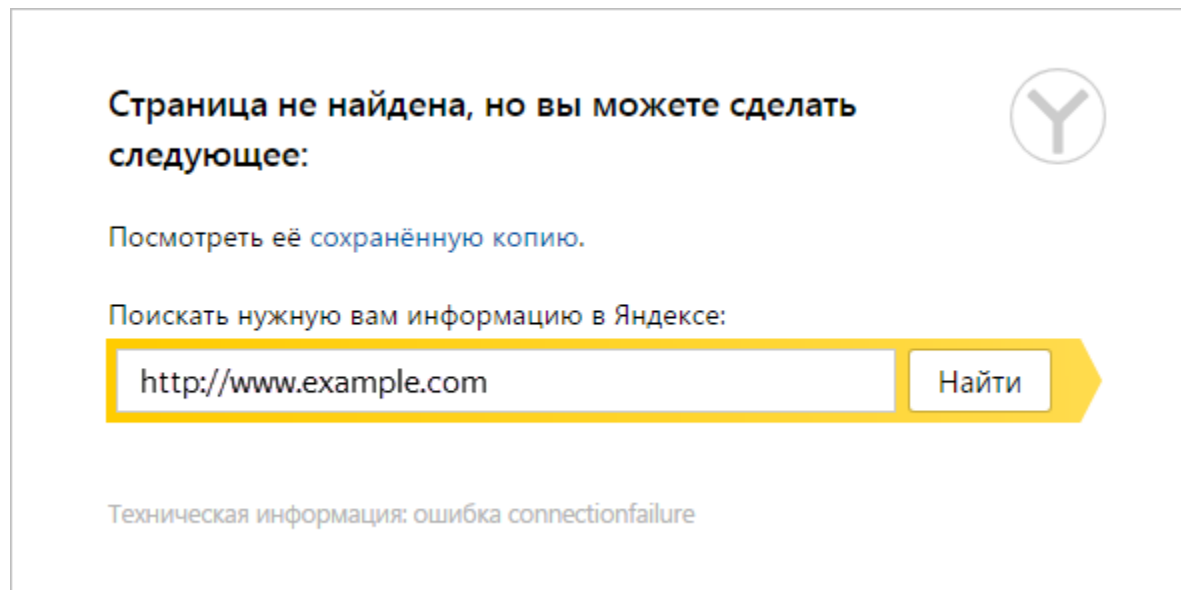 Страница не найдена, но вы можете сделать
следующее:
Посмотреть её сохранённую копию.
Поискать нужную вам информацию в Яндексе:
http://www.example.com Найти
Техническая информация: ошибка connectionfailure